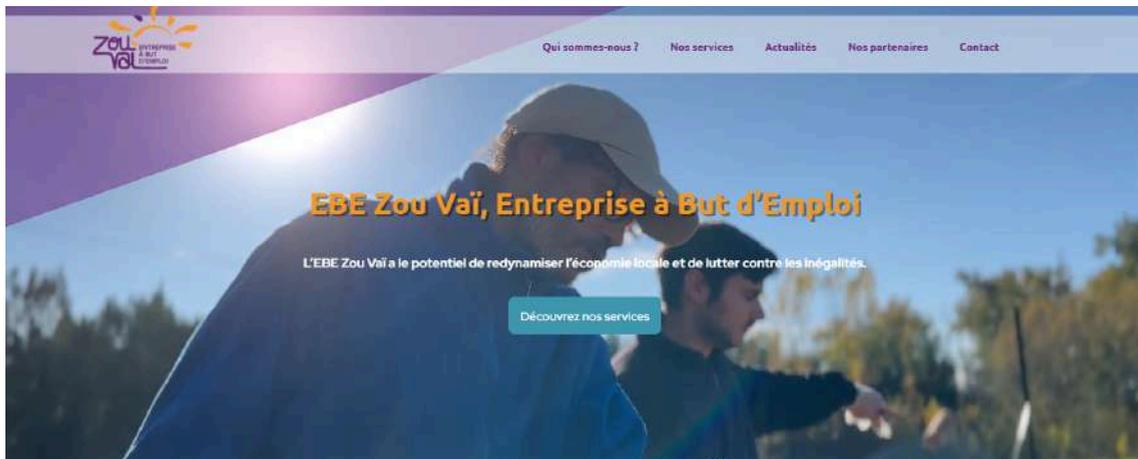 ZOU
VAÏ
ENTREPRISE
À BUT
D'EMPLOI
Qui sommes-nous ? Nos services Actualités Nos partenaires Contact
EBE Zou Vaï, Entreprise à But d'Emploi
L'EBE Zou Vaï a le potentiel de redynamiser l'économie locale et de lutter contre les inégalités.
Découvrez nos services